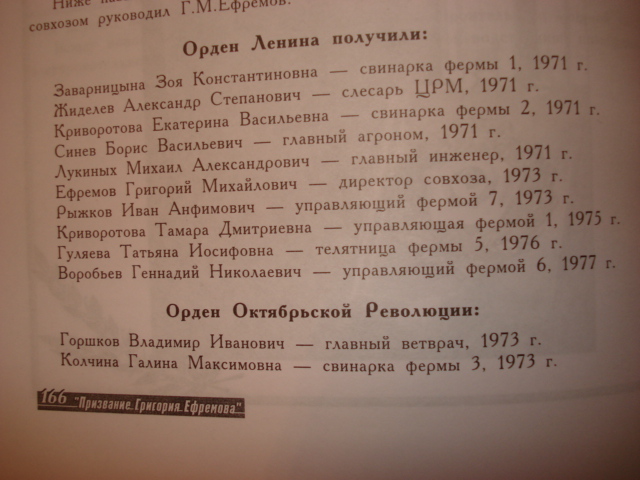 Ниже
совхозом руководил Г.М.Ефремов.
Орден Ленина получили:
Заварницына Зоя Константиновна — свинарка фермы 1, 1971 г.
Жиделев Александр Степанович — слесарь ЦРМ, 1971 г.
Криворотова Екатерина Васильевна — свинарка фермы 2, 1971 г.
Синев Борис Васильевич — главный агроном, 1971 г.
Лукиных Михаил Александрович — главный инженер, 1971 г.
Ефремов Григорий Михайлович — директор совхоза, 1973 г.
Рыжков Иван Анфимович — управляющий фермой 7, 1973 г.
Криворотова Тамара Дмитриевна — управляющая фермой 1, 1975 г.
Гуляева Татьяна Иосифовна — телятница фермы 5, 1976 г.
Воробьев Геннадий Николаевич — управляющий фермой 6, 1977 г.
Орден Октябрьской Революции:
Горшков Владимир Иванович — главный ветврач, 1973 г.
Колчина Галина Максимовна — свинарка фермы 3, 1973 г.
166 "Призвание.Григория.Ефремова"